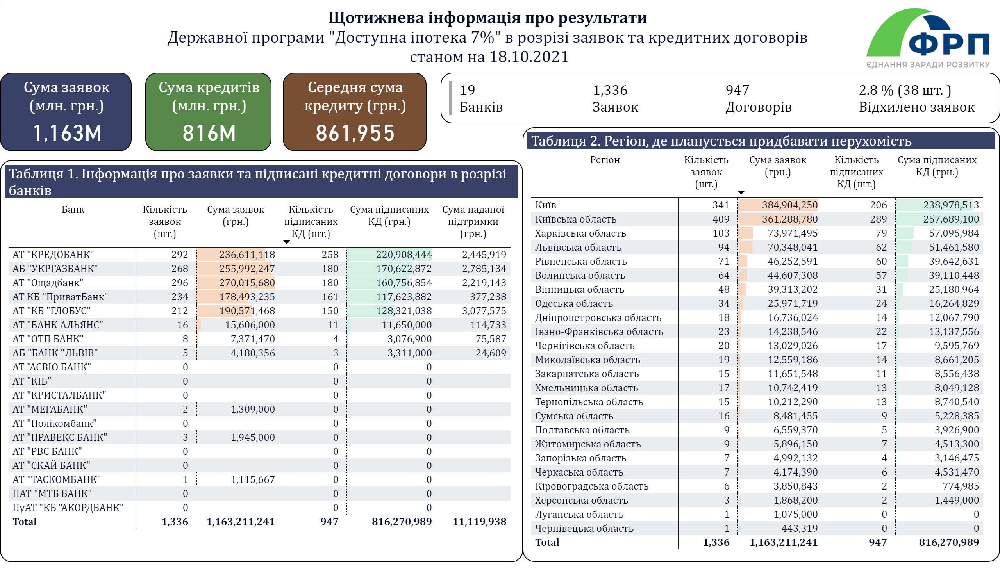 Щотижнева інформація про результати
Державної програми "Доступна іпотека 7%" в розрізі заявок та кредитних договорів
станом на 18.10.2021
ФРП
ЄДНАННЯ ЗАРАДИ РОЗВИТКУ
Сума заявок
(млн. грн.)
1,163M
Сума кредитів
(млн. грн.)
816M
Середня сума
кредиту (грн.)
861,955
19 1,336 947 2.8 % (38 шт. )
Банків Заявок Договорів Відхилено заявок
Таблиця 1. Інформація про заявки та підписані кредитні договори в розрізі
банків
Банк Кількість Сума заявок Кількість Сума підписаних Сума наданої
заявок (грн.) підписаних КД (грн.) підтримки
(шт.) КД (шт.) (грн.)
АТ "КРЕДОБАНК" 292 236,611,118 258 220,908,444 2,445,919
АБ "УКРГАЗБАНК" 268 255,992,247 180 170,622,872 2,785,134
АТ "Ощадбанк" 296 270,015,680 180 160,756,854 2,219,143
АТ КБ "ПриватБанк" 234 178,493,235 161 117,623,882 377,238
АТ "КБ "ГЛОБУС" 212 190,571,468 150 128,321,038 3,077,575
АТ "БАНК АЛЬЯНС" 16 15,606,000 11 11,650,000 114,733
АТ "ОТП БАНК" 8 7,371,470 4 3,076,900 75,587
АБ "БАНК "ЛЬВІВ" 5 4,180,356 3 3,311,000 24,609
АТ "АСВІО БАНК" 0 0 0
АТ "КІБ" 0 0 0
АТ "КРИСТАЛБАНК" 0 0 0
АТ "МЕГАБАНК" 2 1,309,000 0 0
АТ "Полікомбанк" 0 0 0
АТ "ПРАВЕКС БАНК" 3 1,945,000 0 0
АТ "РВС БАНК" 0 0 0
АТ "СКАЙ БАНК" 0 0 0
АТ "ТАСКОМБАНК" 1 1,115,667 0 0
ПАТ "МТБ БАНК" 0 0 0
ПуАТ "КБ "АКОРДБАНК" 0 0 0
Total 1,336 1,163,211,241 947 816,270,989 11,119,938
Таблиця 2. Регіон, де планується придбавати нерухомість
Регіон Кількість Сума заявок Кількість Сума підписаних
заявок (грн.) підписаних КД (грн.)
(шт.) КД (шт.)
Київ 341 384,904,250 206 238,978,513
Київська область 409 361,288,780 289 257,689,100
Харківська область 103 73,971,495 79 57,095,984
Львівська область 94 70,348,041 62 51,461,580
Рівненська область 71 46,252,591 60 39,642,631
Волинська область 64 44,607,308 57 39,110,448
Вінницька область 48 39,313,202 31 25,180,964
Одеська область 34 25,971,719 24 16,264,829
Дніпропетровська область 18 16,736,024 14 12,067,790
Івано-Франківська область 23 14,238,546 22 13,137,556
Чернігівська область 20 13,029,026 17 9,595,769
Миколаївська область 19 12,559,186 14 8,661,205
Закарпатська область 15 11,651,548 11 8,556,438
Хмельницька область 17 10,742,419 13 8,049,128
Тернопільська область 15 10,212,290 13 8,740,540
Сумська область 16 8,481,455 9 5,228,385
Полтавська область 9 6,559,370 5 3,926,900
Житомирська область 9 5,896,150 7 4,513,300
Запорізька область 7 4,992,132 4 3,146,475
Черкаська область 7 4,174,390 6 4,531,470
Кіровоградська область 6 3,850,843 2 774,985
Херсонська область 3 1,868,200 2 1,449,000
Луганська область 1 1,075,000 0 0
Чернівецька область 1 443,319 0 0
Total 1,336 1,163,211,241 947 816,270,989